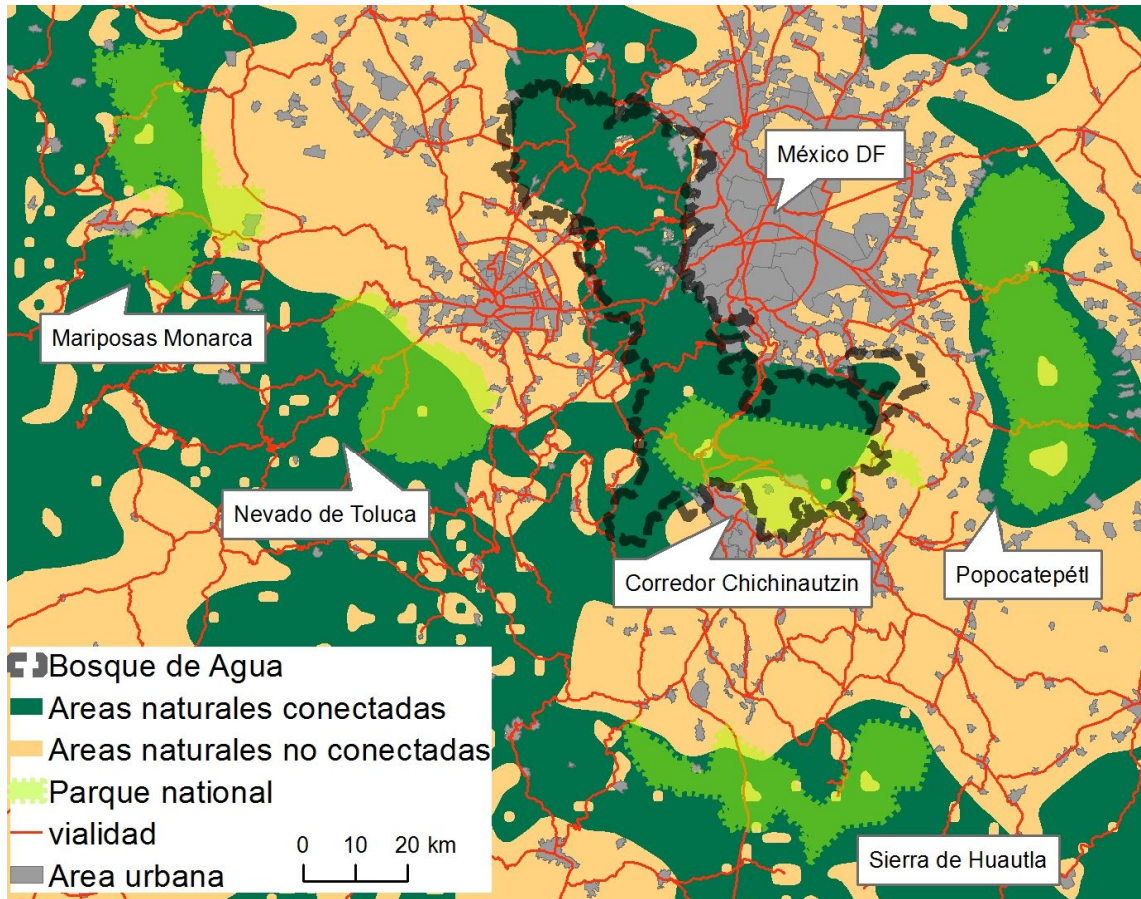 México DF
Mariposas Monarca
Nevado de Toluca
Corredor Chichinautzin
Popocatepétl
Bosque de Agua
Areas naturales conectadas
Areas naturales no conectadas
Parque national
vialidad
0 10 20 km
Area urbana
Sierra de Huautla